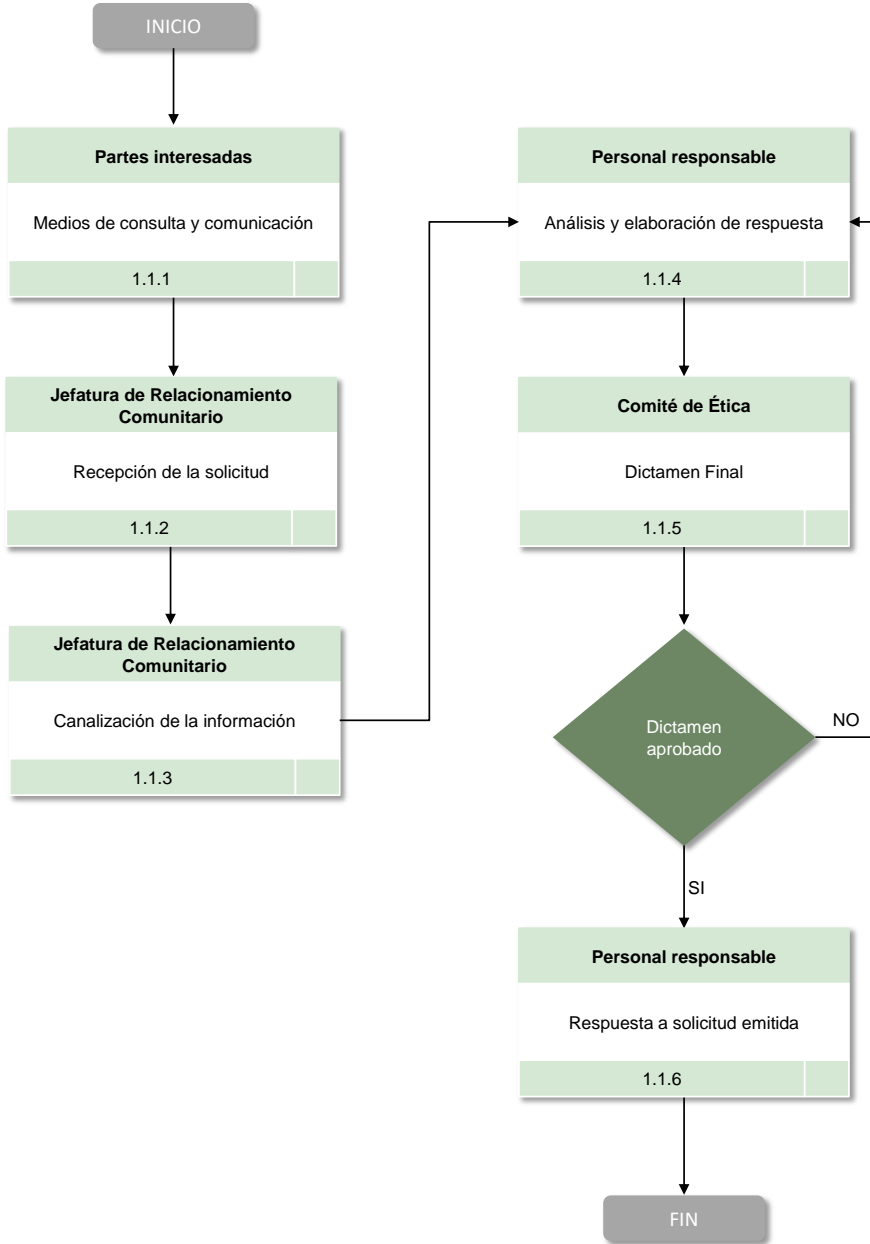 INICIO
Partes interesadas
Medios de consulta y comunicación
1.1.1
Jefatura de Relacionamiento
Comunitario
Recepción de la solicitud
1.1.2
Jefatura de Relacionamiento
Comunitario
Canalización de la información
1.1.3
Personal responsable
Análisis y elaboración de respuesta
1.1.4
Comité de Ética
Dictamen Final
1.1.5
Dictamen
aprobado
NO
SI
Personal responsable
Respuesta a solicitud emitida
1.1.6
FIN